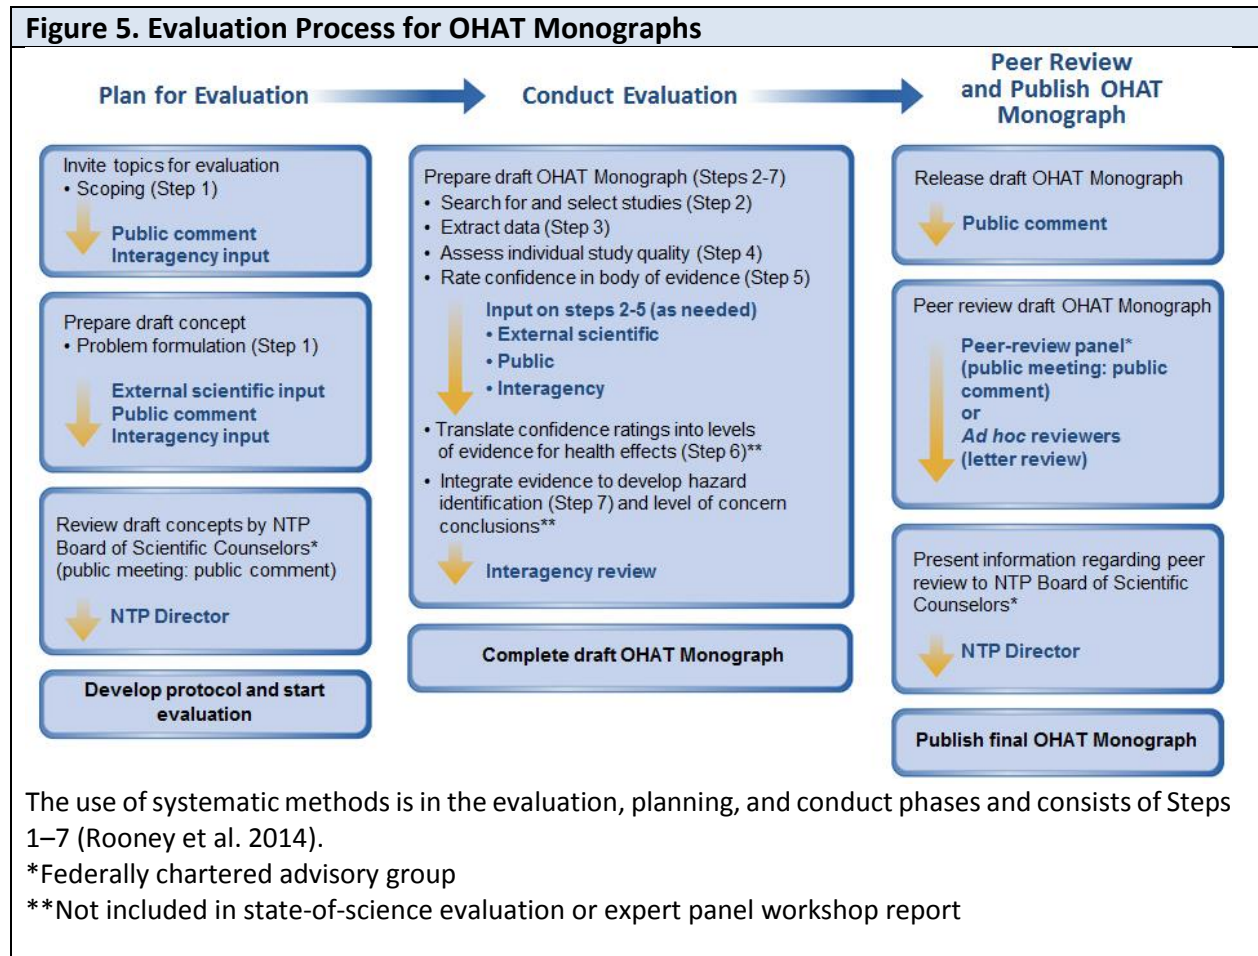 Figure 5. Evaluation Process for OHAT Monographs
Plan for Evaluation
Conduct Evaluation
Peer Review
and Publish OHAT
Monograph
Invite topics for evaluation
• Scoping (Step 1)
Public comment
Interagency input
Prepare draft concept
• Problem formulation (Step 1)
External scientific input
Public comment
Interagency input
Review draft concepts by NTP
Board of Scientific Counselors*
(public meeting: public comment)
NTP Director
Develop protocol and start
evaluation
Prepare draft OHAT Monograph (Steps 2-7)
• Search for and select studies (Step 2)
• Extract data (Step 3)
• Assess individual study quality (Step 4)
• Rate confidence in body of evidence (Step 5)
Input on steps 2-5 (as needed)
• External scientific
• Public
• Interagency
• Translate confidence ratings into levels
of evidence for health effects (Step 6)**
• Integrate evidence to develop hazard
identification (Step 7) and level of concern
conclusions**
Interagency review
Complete draft OHAT Monograph
Release draft OHAT Monograph
Public comment
Peer review draft OHAT Monograph
Peer-review panel*
(public meeting: public
comment)
or
Ad hoc reviewers
(letter review)
Present information regarding peer
review to NTP Board of Scientific
Counselors*
NTP Director
Publish final OHAT Monograph
The use of systematic methods is in the evaluation, planning, and conduct phases and consists of Steps
1–7 (Rooney et al. 2014).
*Federally chartered advisory group
**Not included in state-of-science evaluation or expert panel workshop report